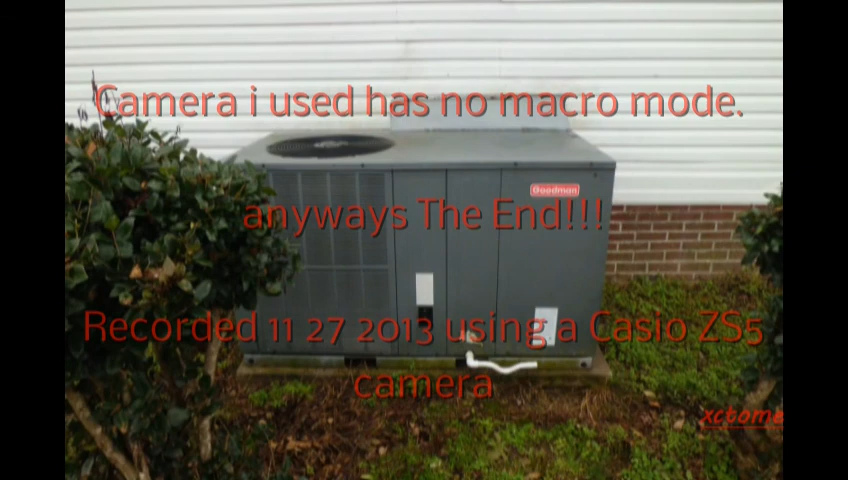 Camera i used has no macro mode.
Goodman
anyways The End!!!
Recorded 11 27 2013 using a Casio ZS5
camera
xctome